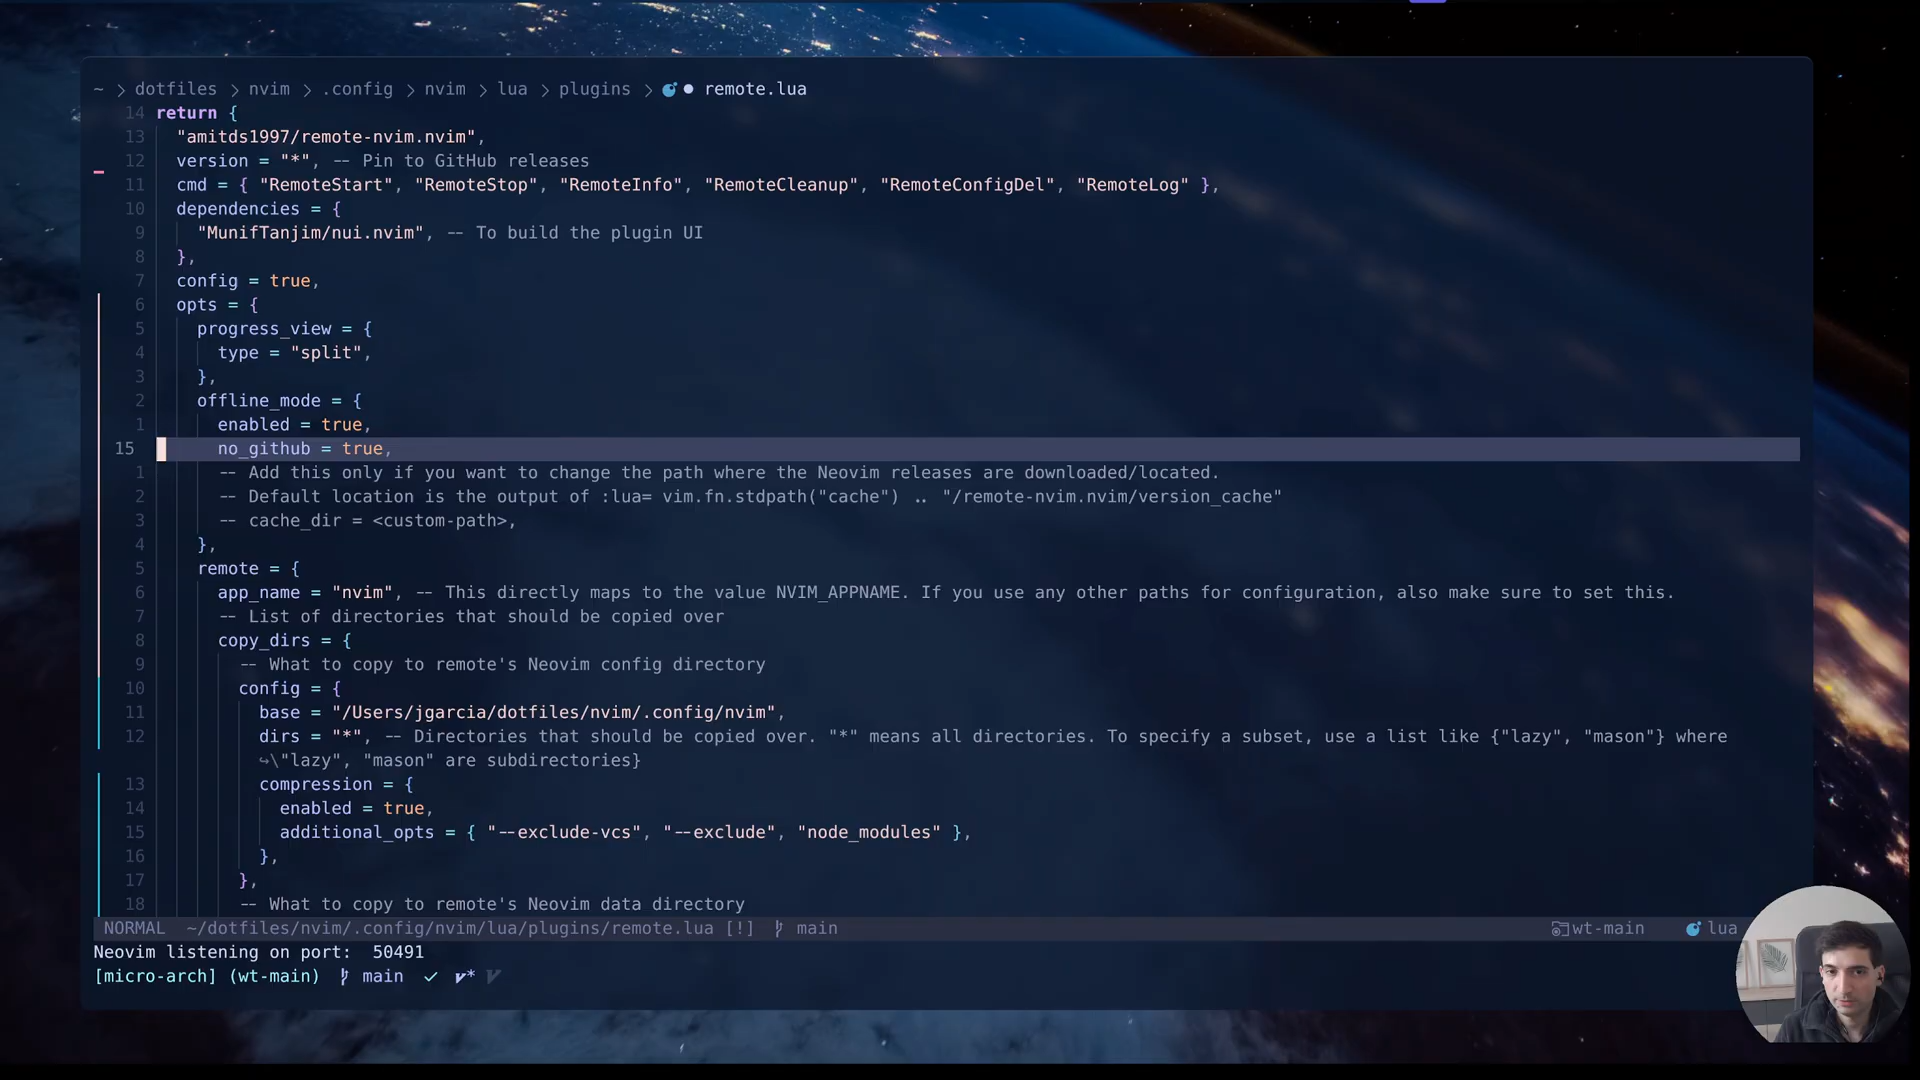 ~ > dotfiles > nvim > .config > nvim > lua > plugins > ● remote.lua
14 return {
13 "amitds1997/remote-nvim.nvim",
12 version = "*", -- Pin to GitHub releases
11 cmd = { "RemoteStart", "RemoteStop", "RemoteInfo", "RemoteCleanup", "RemoteConfigDel", "RemoteLog" },
10 dependencies = {
9 "MunifTanjim/nui.nvim", -- To build the plugin UI
8 },
7 config = true,
6 opts = {
5 progress_view = {
4 type = "split",
3 },
2 offline_mode = {
1 enabled = true,
15 no_github = true,
1 -- Add this only if you want to change the path where the Neovim releases are downloaded/located.
2 -- Default location is the output of :lua= vim.fn.stdpath("cache") .. "/remote-nvim.nvim/version_cache"
3 -- cache_dir = <custom-path>,
4 },
5 remote = {
6 app_name = "nvim", -- This directly maps to the value NVIM_APPNAME. If you use any other paths for configuration, also make sure to set this.
7 -- List of directories that should be copied over
8 copy_dirs = {
9 -- What to copy to remote's Neovim config directory
10 config = {
11 base = "/Users/jgarcia/dotfiles/nvim/.config/nvim",
12 dirs = "*", -- Directories that should be copied over. "*" means all directories. To specify a subset, use a list like {"lazy", "mason"} where
↪\"lazy", "mason" are subdirectories}
13 compression = {
14 enabled = true,
15 additional_opts = { "--exclude-vcs", "--exclude", "node_modules" },
16 },
17 },
18 -- What to copy to remote's Neovim data directory
NORMAL ~/dotfiles/nvim/.config/nvim/lua/plugins/remote.lua [!] main wt-main lua
Neovim listening on port: 50491
[micro-arch] (wt-main) main ✓ v* V